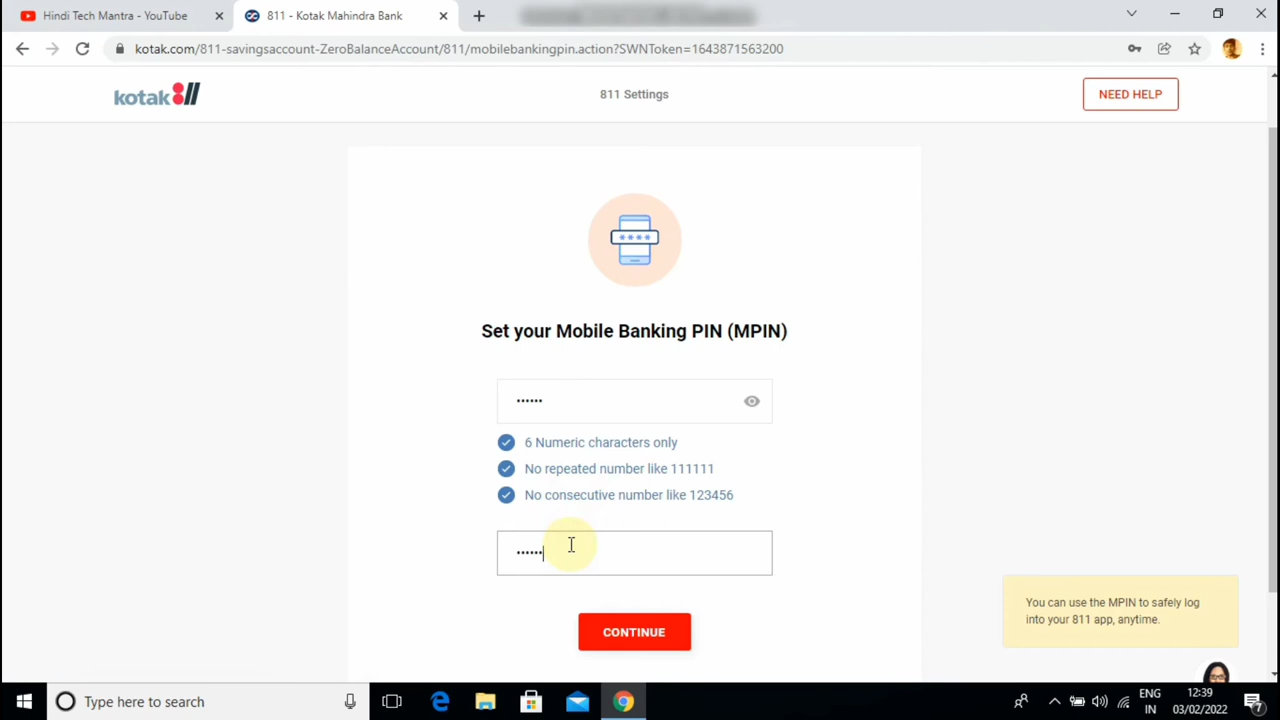 Hindi Tech Mantra - YouTube
811 - Kotak Mahindra Bank
kotak.com/811-savingsaccount-ZeroBalanceAccount/811/mobilebankingpin.action?SWNToken=1643871563200
kotak811
811 Settings
NEED HELP
Set your Mobile Banking PIN (MPIN)
••••••
6 Numeric characters only
No repeated number like 111111
No consecutive number like 123456
••••••
CONTINUE
You can use the MPIN to safely log
into your 811 app, anytime.
Type here to search
ENG
IN
12:39
03/02/2022
7